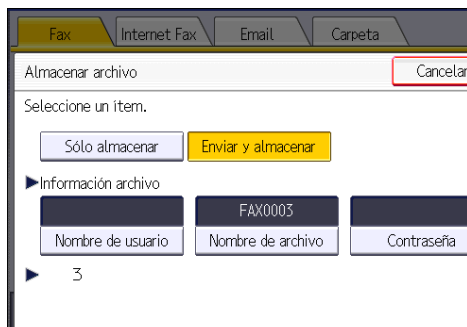 Fax Internet Fax Email Carpeta
Almacenar archivo Cancelar
Seleccione un ítem.
Sólo almacenar Enviar y almacenar
►Información archivo
FAX0003
Nombre de usuario Nombre de archivo Contraseña
► 3